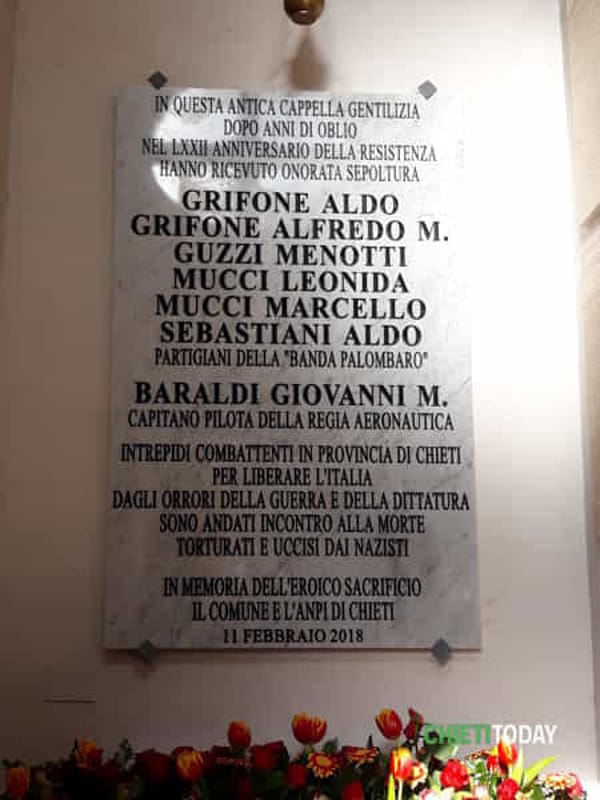 IN QUESTA ANTICA CAPPELLA GENTILIZIA
DOPO ANNI DI OBLIO
NEL LXXII ANNIVERSARIO DELLA RESISTENZA
HANNO RICEVUTO ONORATA SEPOLTURA
GRIFONE ALDO
GRIFONE ALFREDO M.
GUZZI MENOTTI
MUCCI LEONIDA
MUCCI MARCELLO
SEBASTIANI ALDO
PARTIGIANI DELLA "BANDA PALOMBARO"
BARALDI GIOVANNI M.
CAPITANO PILOTA DELLA REGIA AERONAUTICA
INTREPIDI COMBATTENTI IN PROVINCIA DI CHIETI
PER LIBERARE L'ITALIA
DAGLI ORRORI DELLA GUERRA E DELLA DITTATURA
SONO ANDATI INCONTRO ALLA MORTE
TORTURATI E UCCISI DAI NAZISTI
IN MEMORIA DELL'EROICO SACRIFICIO
IL COMUNE E L'ANPI DI CHIETI
11 FEBBRAIO 2018
CHIETITODAY